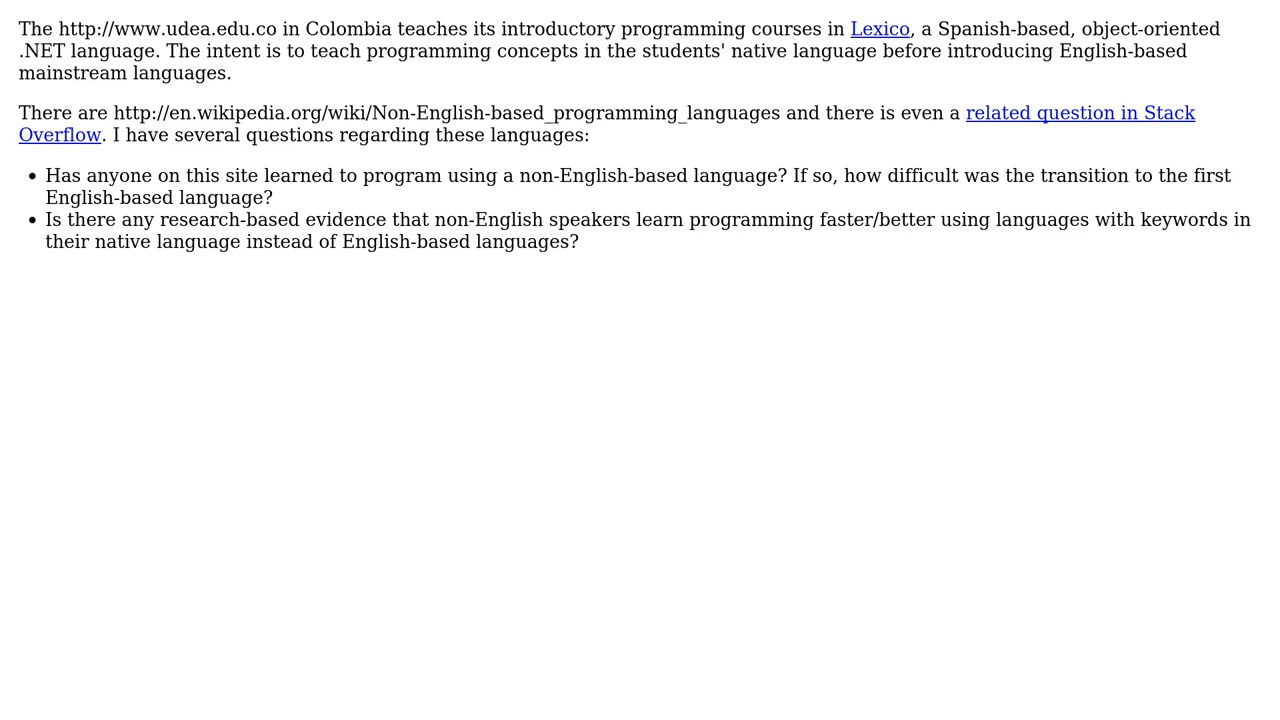 The http://www.udea.edu.co in Colombia teaches its introductory programming courses in Lexico, a Spanish-based, object-oriented
.NET language. The intent is to teach programming concepts in the students' native language before introducing English-based
mainstream languages.
There are http://en.wikipedia.org/wiki/Non-English-based_programming_languages and there is even a related question in Stack
Overflow. I have several questions regarding these languages:
• Has anyone on this site learned to program using a non-English-based language? If so, how difficult was the transition to the first
English-based language?
• Is there any research-based evidence that non-English speakers learn programming faster/better using languages with keywords in
their native language instead of English-based languages?